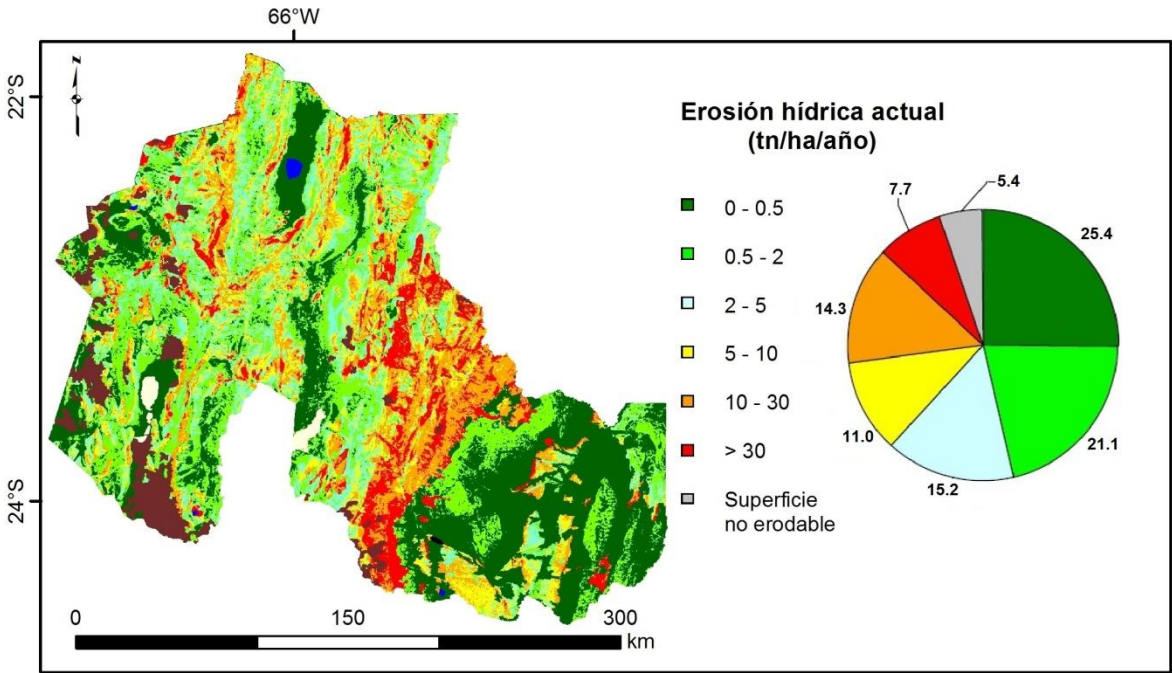 66°W
22°S
24°S
N
Erosión hídrica actual
(tn/ha/año)
0 - 0.5
0.5 - 2
2 - 5
5 - 10
10 - 30
> 30
Superficie
no erodable
5.4
7.7
25.4
14.3
11.0
21.1
15.2
0 150 300
km